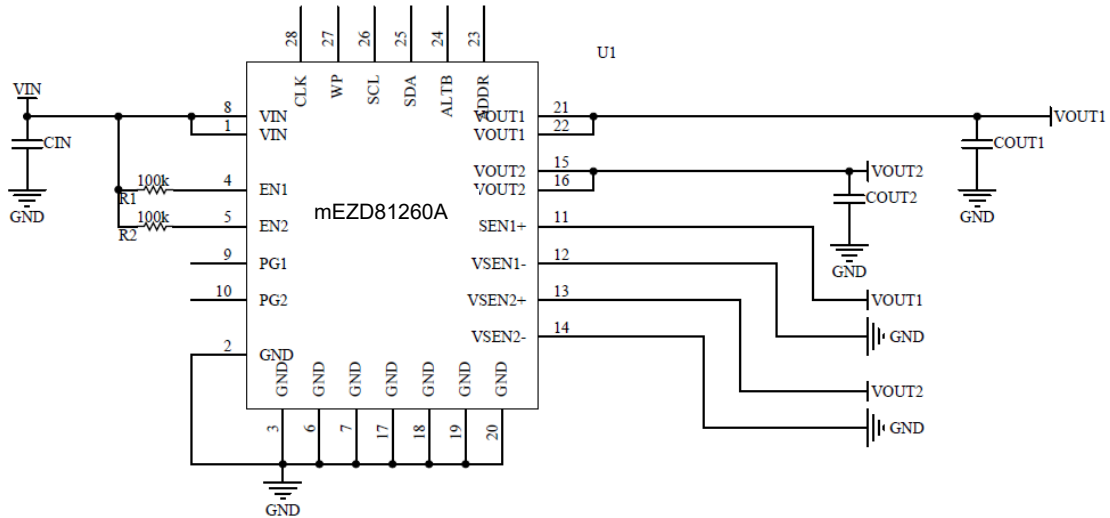 28
27
26
25
24
23
U1
CLK
WP
SCL
SDA
ALTB
ADDR
VIN
CIN
GND
8 VIN
1 VIN
VOUT1 21
VOUT1 22
VOUT1
COUT1
GND
VOUT2 15
VOUT2 16
VOUT2
COUT2
GND
100k
R1
4 EN1
100k
R2
5 EN2
mEZD81260A
SEN1+ 11
9 PG1
VSEN1- 12
10 PG2
VSEN2+ 13
VOUT1
VSEN2- 14
GND
2 GND
VOUT2
GND
GND
GND
GND
GND
GND
GND
GND
3
6
7
17
18
19
20
GND